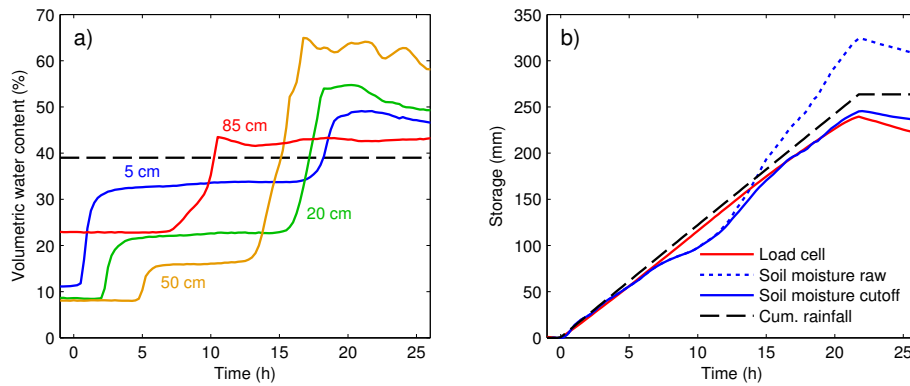 a)
Volumetric water content (%)
70
60
50
40
30
20
10
0
85 cm
5 cm
20 cm
50 cm
0
5
10
15
20
25
Time (h)
b)
Storage (mm)
350
300
250
200
150
100
50
0
Load cell
Soil moisture raw
Soil moisture cutoff
Cum. rainfall
0
5
10
15
20
25
Time (h)